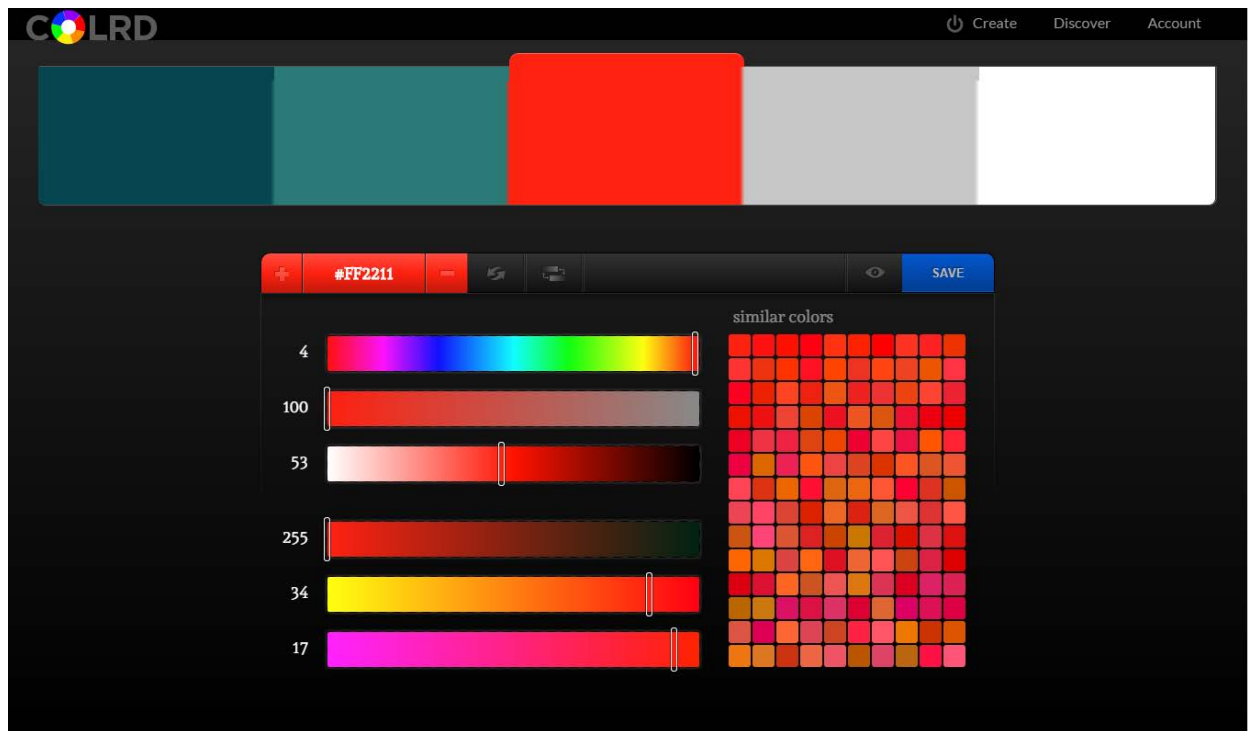 COLRD
Create Discover Account
#FF2211
SAVE
similar colors
4
100
53
255
34
17